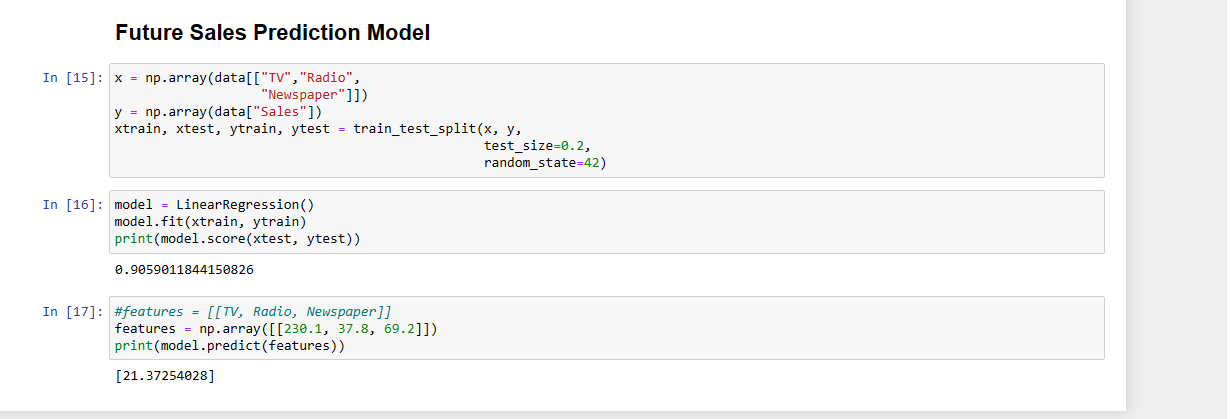 Future Sales Prediction Model
In [15]: x = np.array(data[["TV","Radio",
"Newspaper"]])
y = np.array(data["Sales"])
xtrain, xtest, ytrain, ytest = train_test_split(x, y,
test_size=0.2,
random_state=42)
In [16]: model = LinearRegression()
model.fit(xtrain, ytrain)
print(model.score(xtest, ytest))
0.9059011844150826
In [17]: #features = [[TV, Radio, Newspaper]]
features = np.array([[230.1, 37.8, 69.2]])
print(model.predict(features))
[21.37254028]